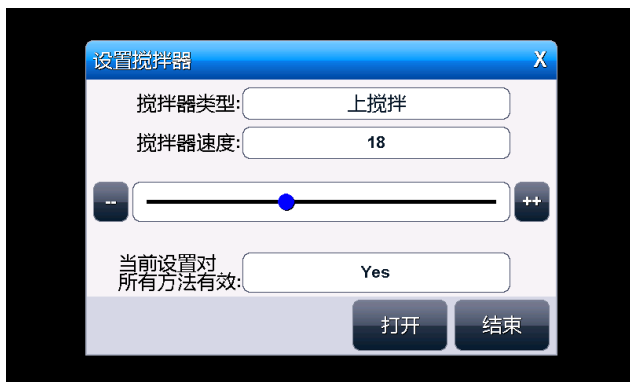 设置搅拌器 X
搅拌器类型: 上搅拌
搅拌器速度: 18
-- ++
当前设置对
所有方法有效: Yes
打开 结束